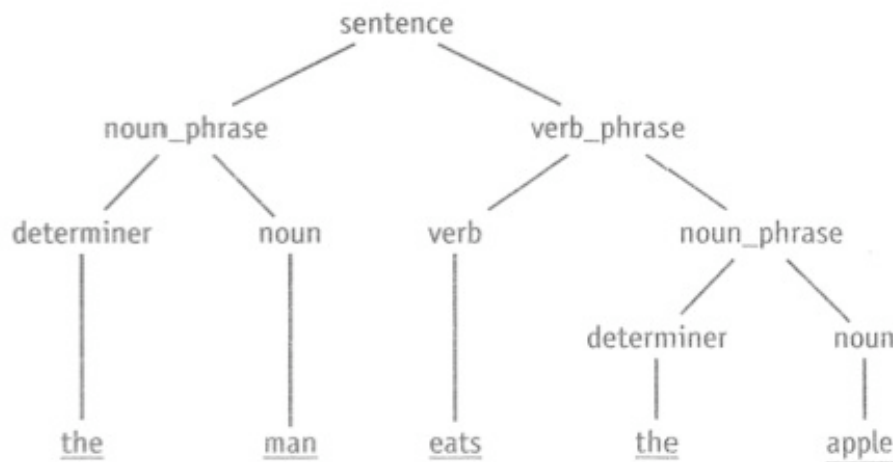 sentence
noun_phrase verb_phrase
determiner noun verb noun_phrase
determiner noun
the man eats the apple